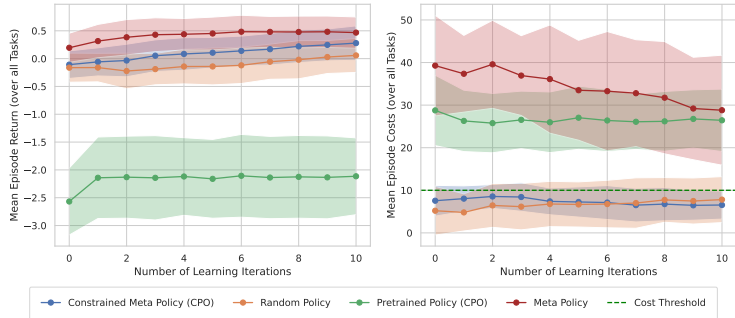 Mean Episode Return (over all Tasks)
0.5
0.0
−0.5
−1.0
−1.5
−2.0
−2.5
−3.0
0 2 4 6 8 10
Number of Learning Iterations
Mean Episode Costs (over all Tasks)
50
40
30
20
10
0
0 2 4 6 8 10
Number of Learning Iterations
Constrained Meta Policy (CPO) Random Policy Pretrained Policy (CPO) Meta Policy Cost Threshold